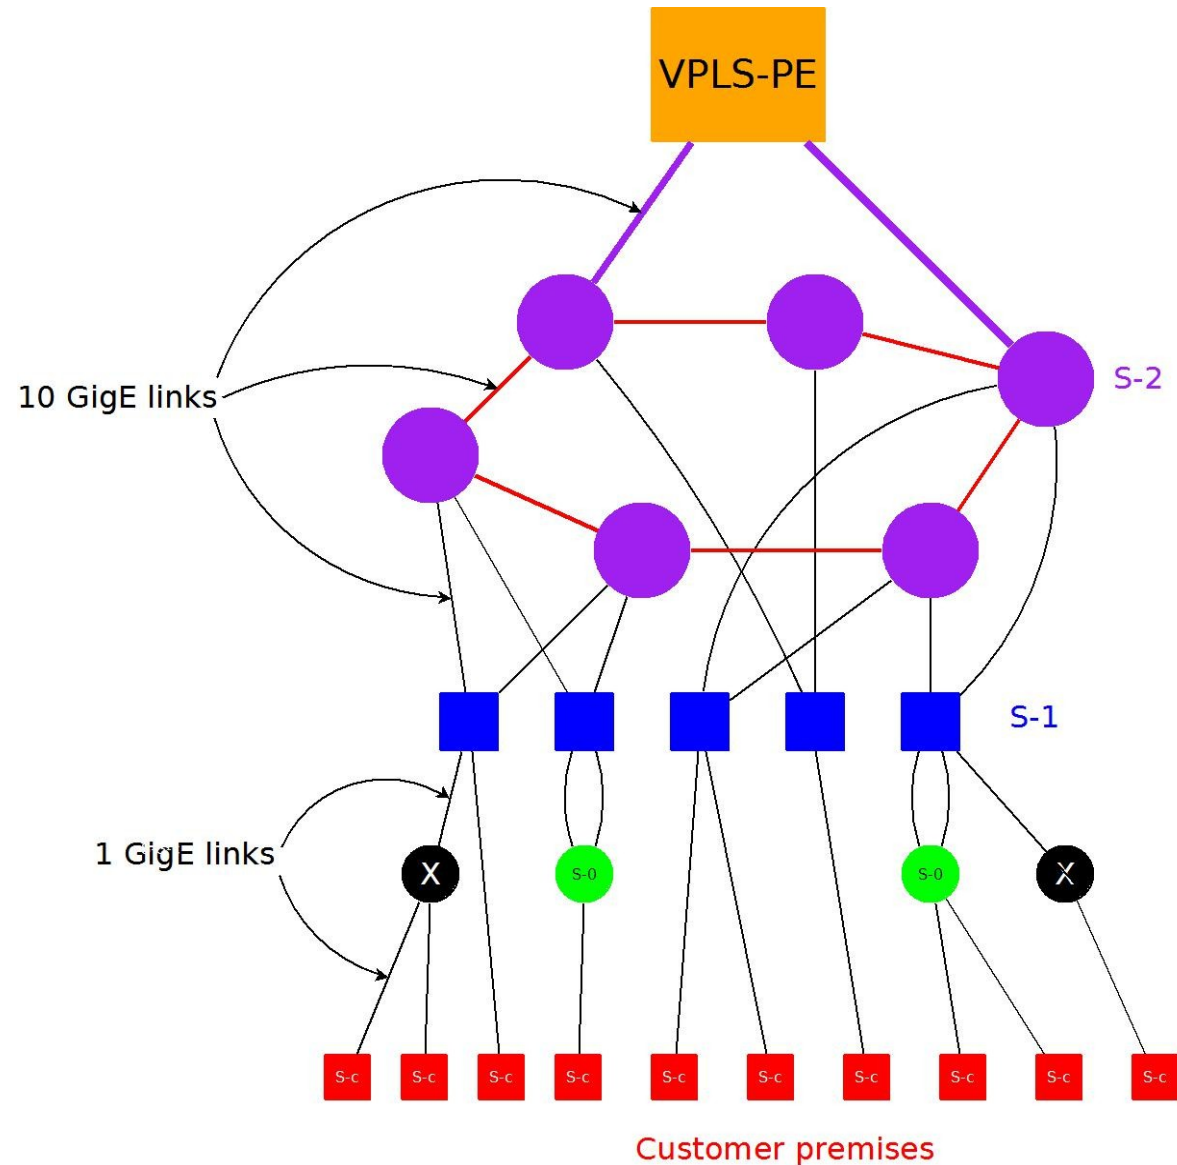 VPLS-PE
S-2
10 GigE links
S-1
1 GigE links
X
S-0
S-0
X
S-c
S-c
S-c
S-c
S-c
S-c
S-c
S-c
S-c
S-c
Customer premises